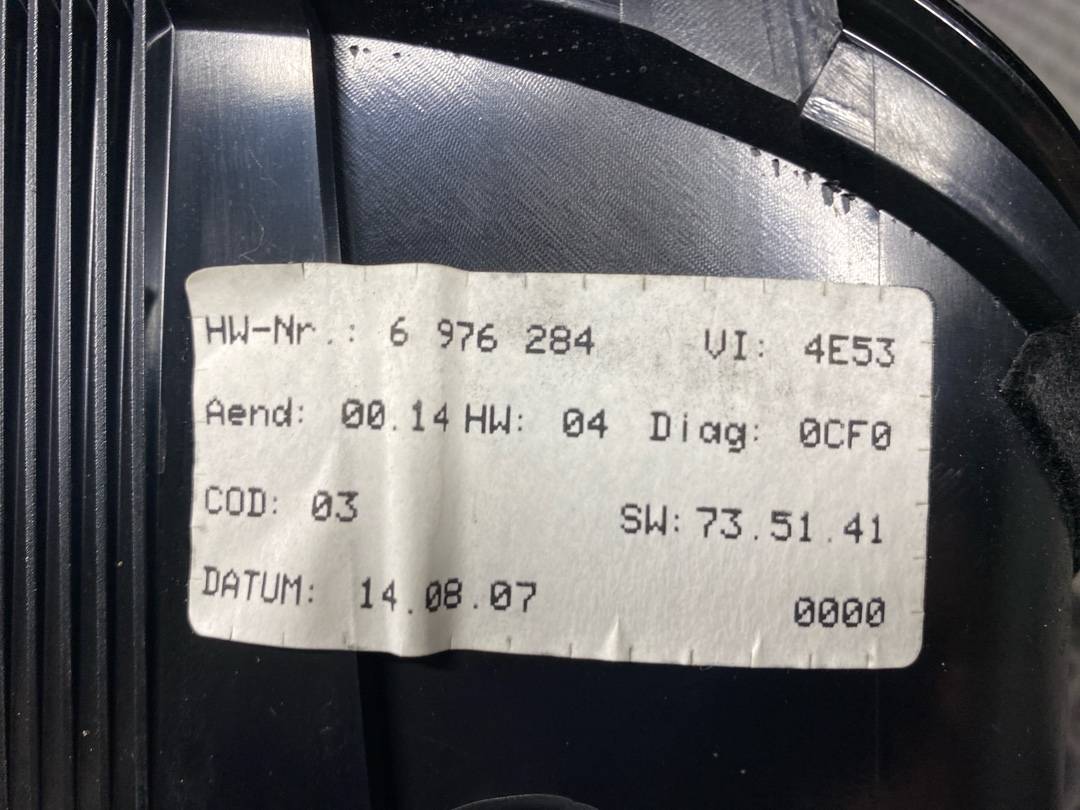 HW-Nr.: 6 976 284 VI: 4E53
Aend: 00.14 HW: 04 Diag: 0CF0
COD: 03 SW: 73.51.41
DATUM: 14.08.07 0000